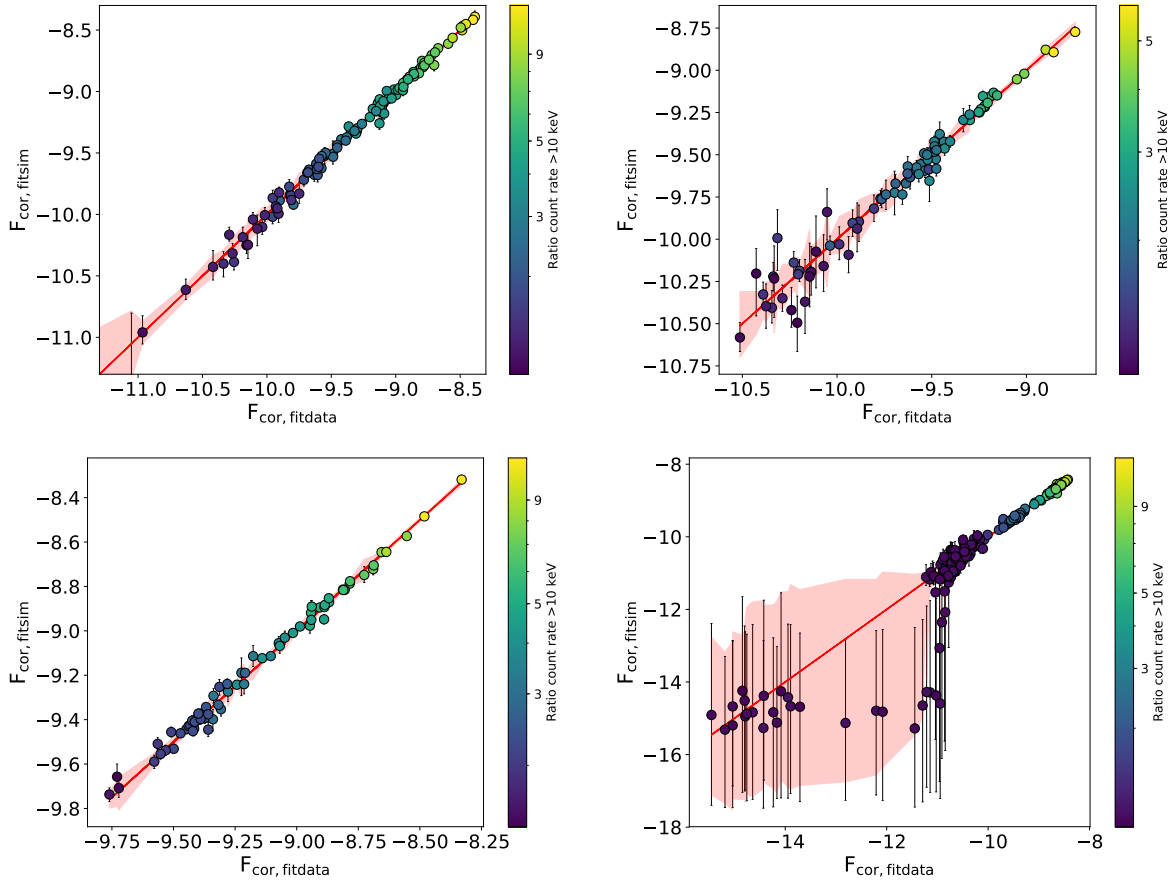 −8.5
−9.0
−9.5
−10.0
−10.5
−11.0
F_cor, fitsim
−11.0 −10.5 −10.0 −9.5 −9.0 −8.5
F_cor, fitdata
9
5
3
Ratio count rate >10 keV
−8.75
−9.00
−9.25
−9.50
−9.75
−10.00
−10.25
−10.50
−10.75
F_cor, fitsim
−10.5 −10.0 −9.5 −9.0
F_cor, fitdata
5
3
Ratio count rate >10 keV
−8.4
−8.6
−8.8
−9.0
−9.2
−9.4
−9.6
−9.8
F_cor, fitsim
−9.75 −9.50 −9.25 −9.00 −8.75 −8.50 −8.25
F_cor, fitdata
9
5
3
Ratio count rate >10 keV
−8
−10
−12
−14
−16
−18
F_cor, fitsim
−14 −12 −10 −8
F_cor, fitdata
9
5
3
Ratio count rate >10 keV